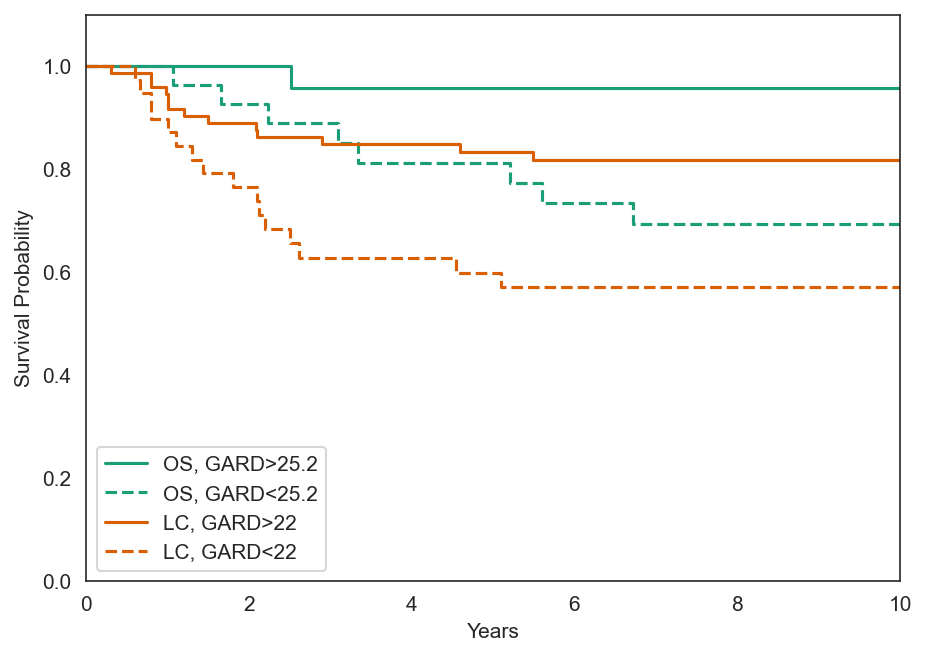 1.0
0.8
0.6
0.4
0.2
0.0
Survival Probability
OS, GARD>25.2
OS, GARD<25.2
LC, GARD>22
LC, GARD<22
0 2 4 6 8 10
Years